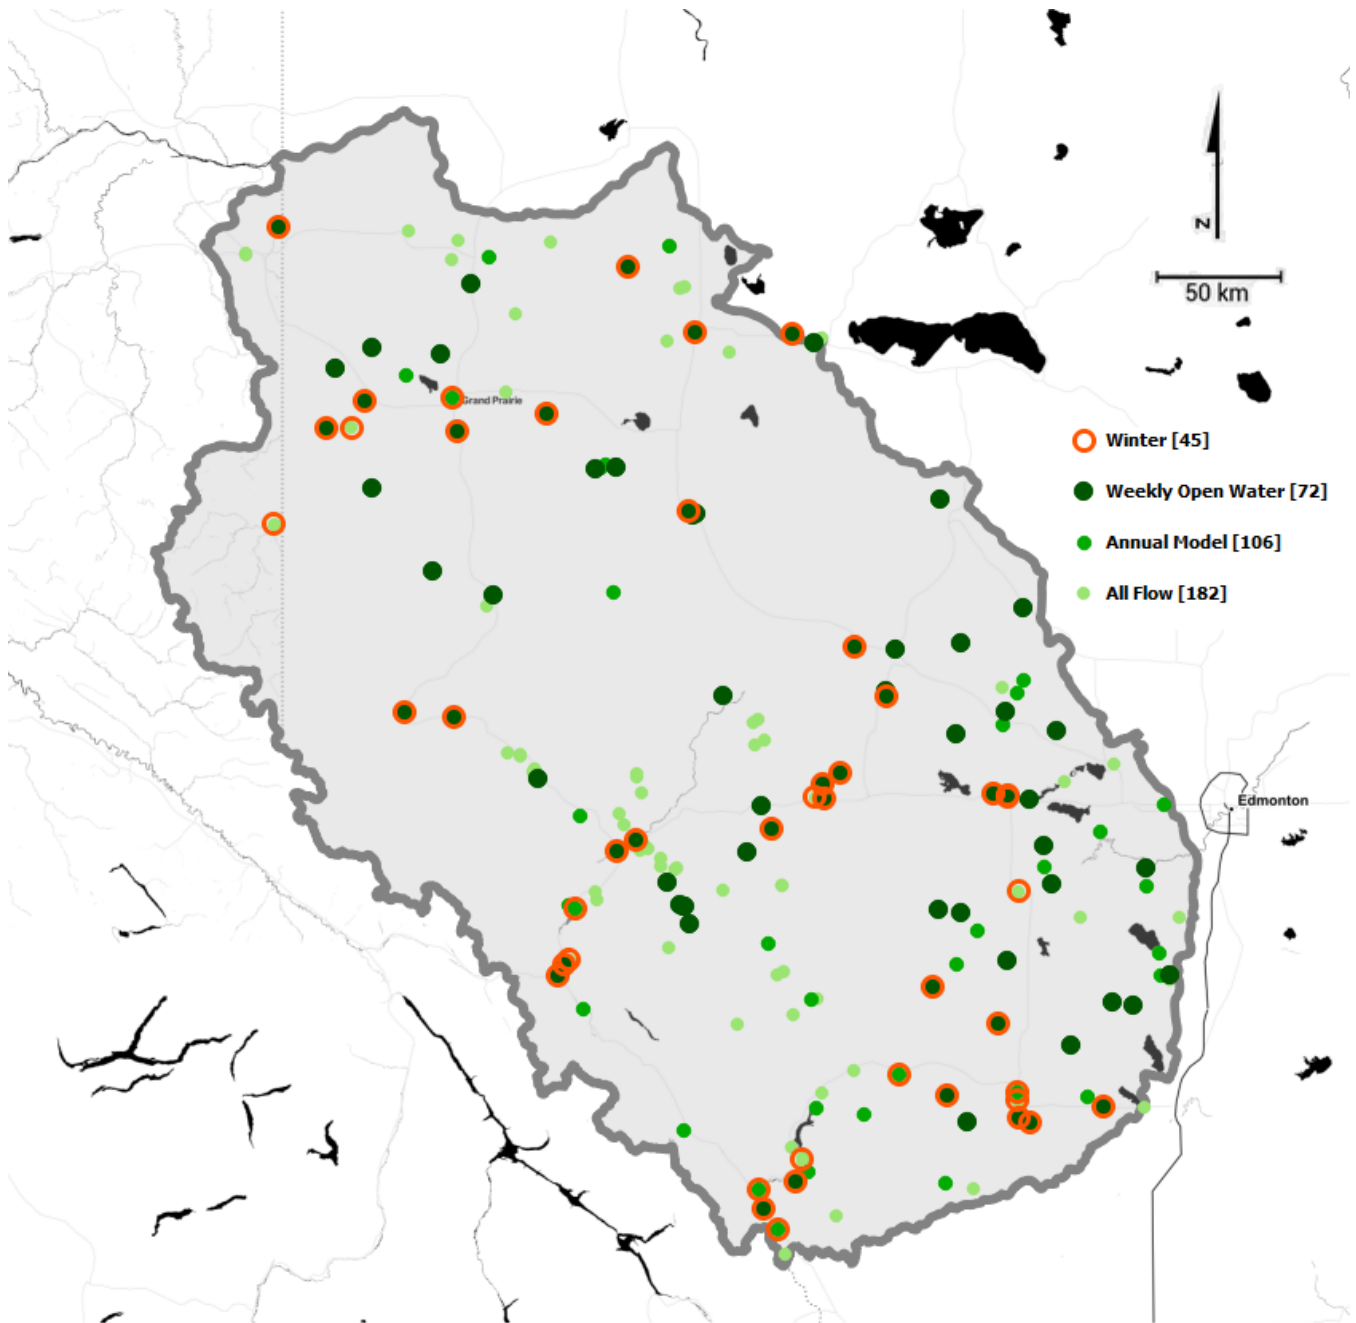 N
50 km
Grand Prairie
Winter [45]
Weekly Open Water [72]
Annual Model [106]
All Flow [182]
Edmonton